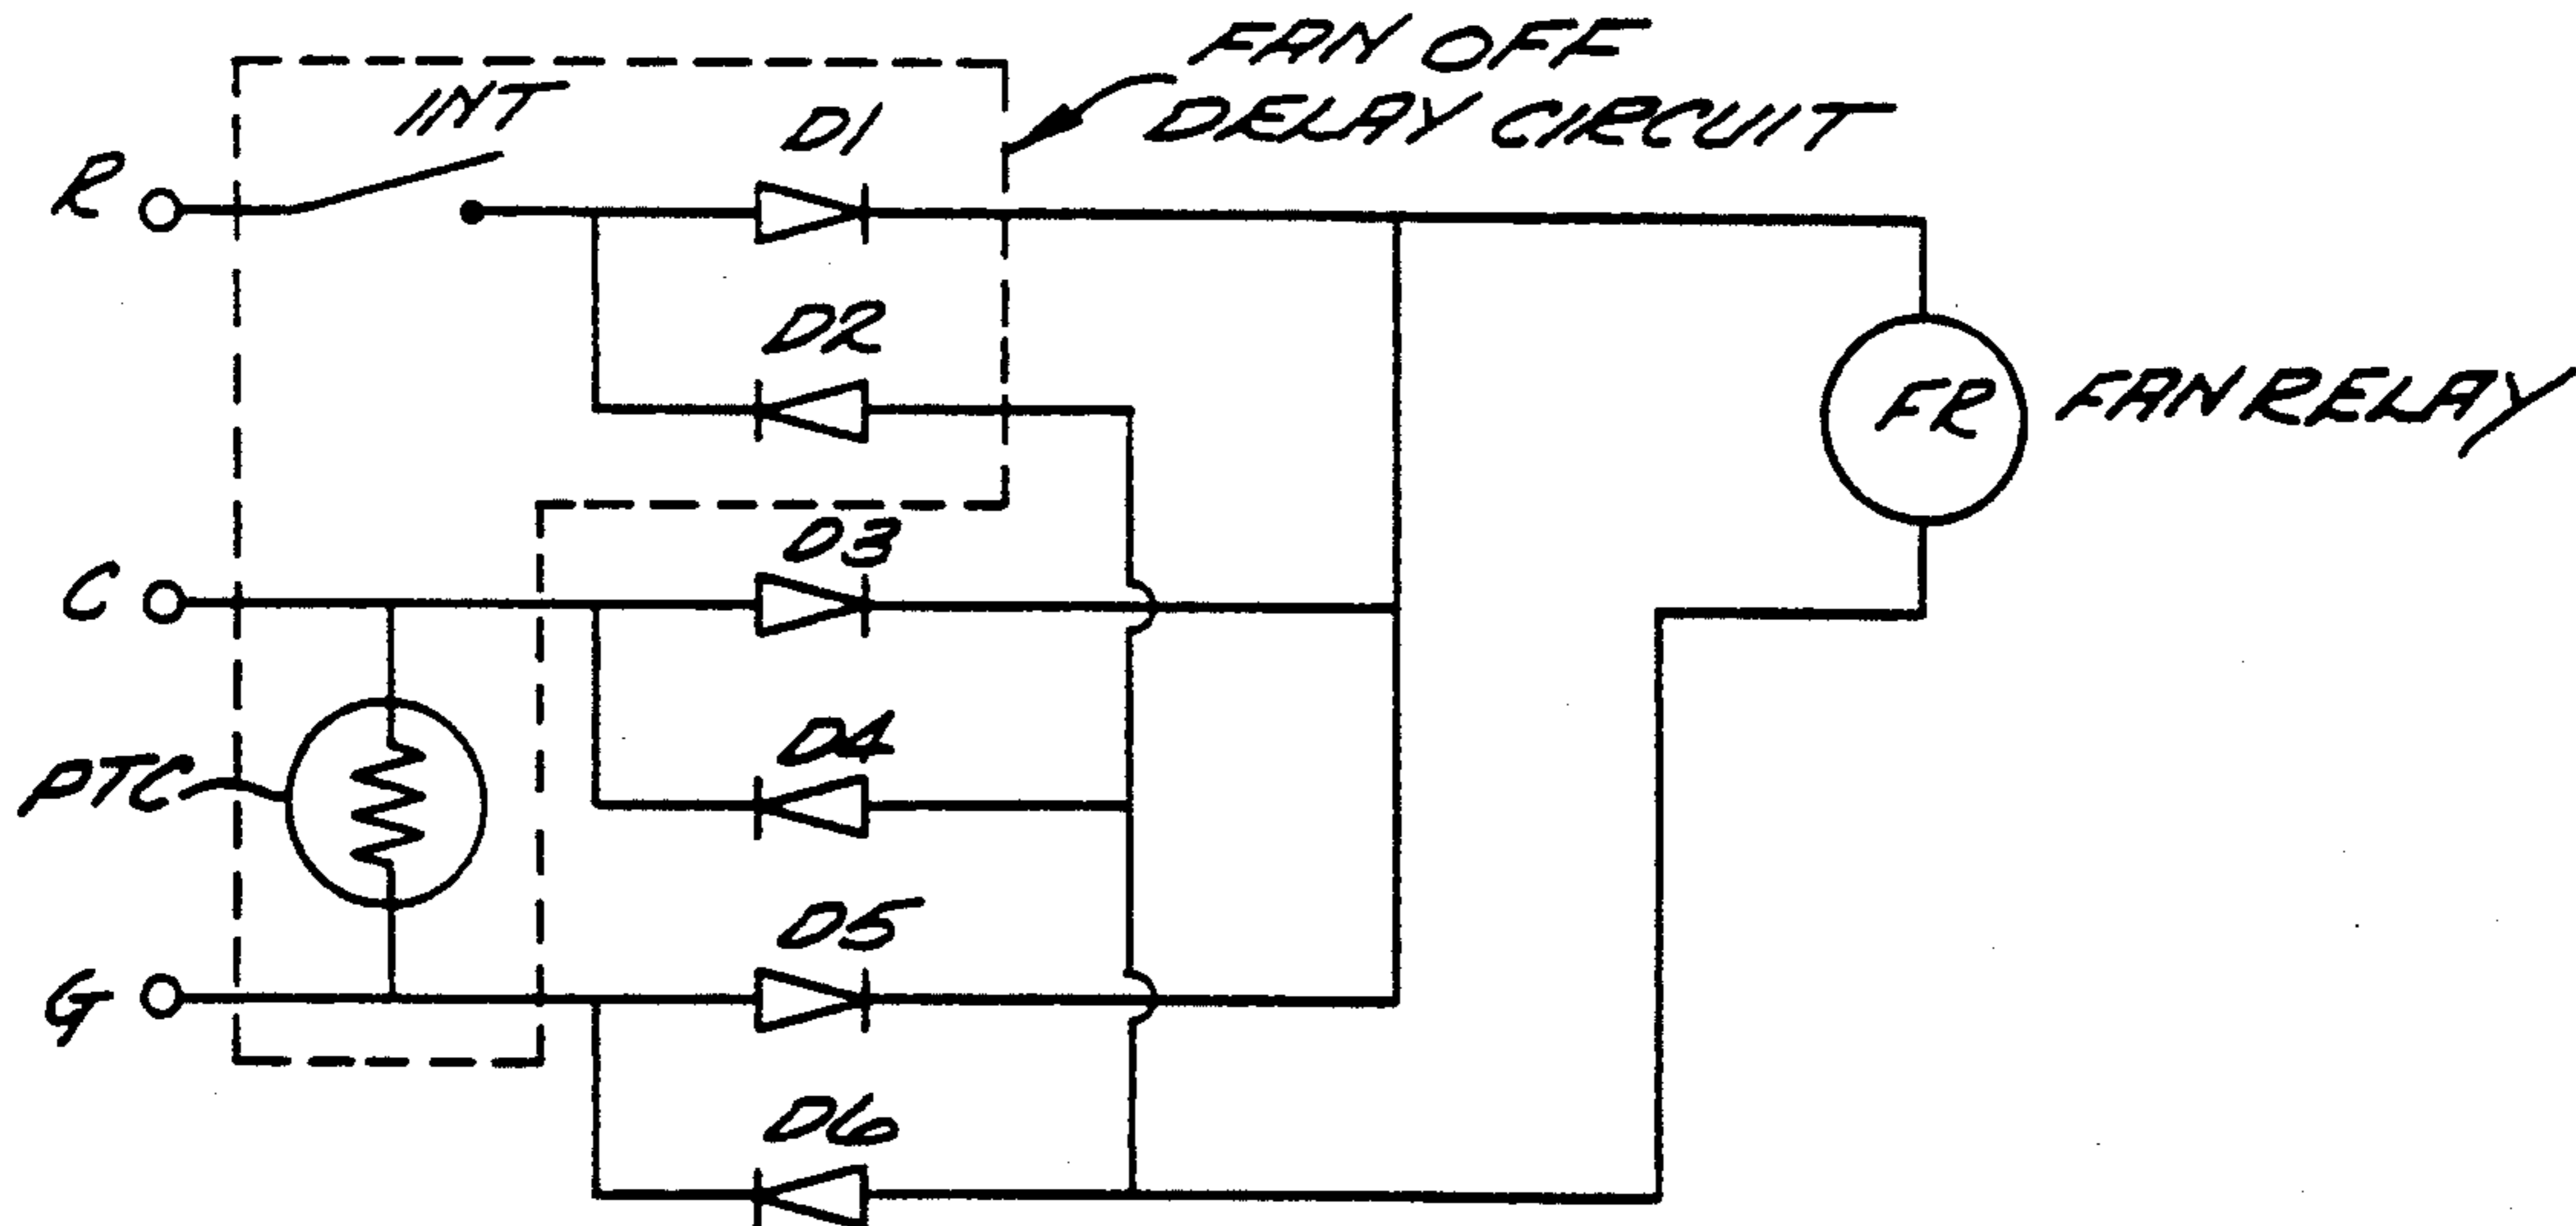 FAN OFF
DELAY CIRCUIT
INT
D1
R
D2
FR
FAN RELAY
D3
C
D4
PTC
D5
G
D6